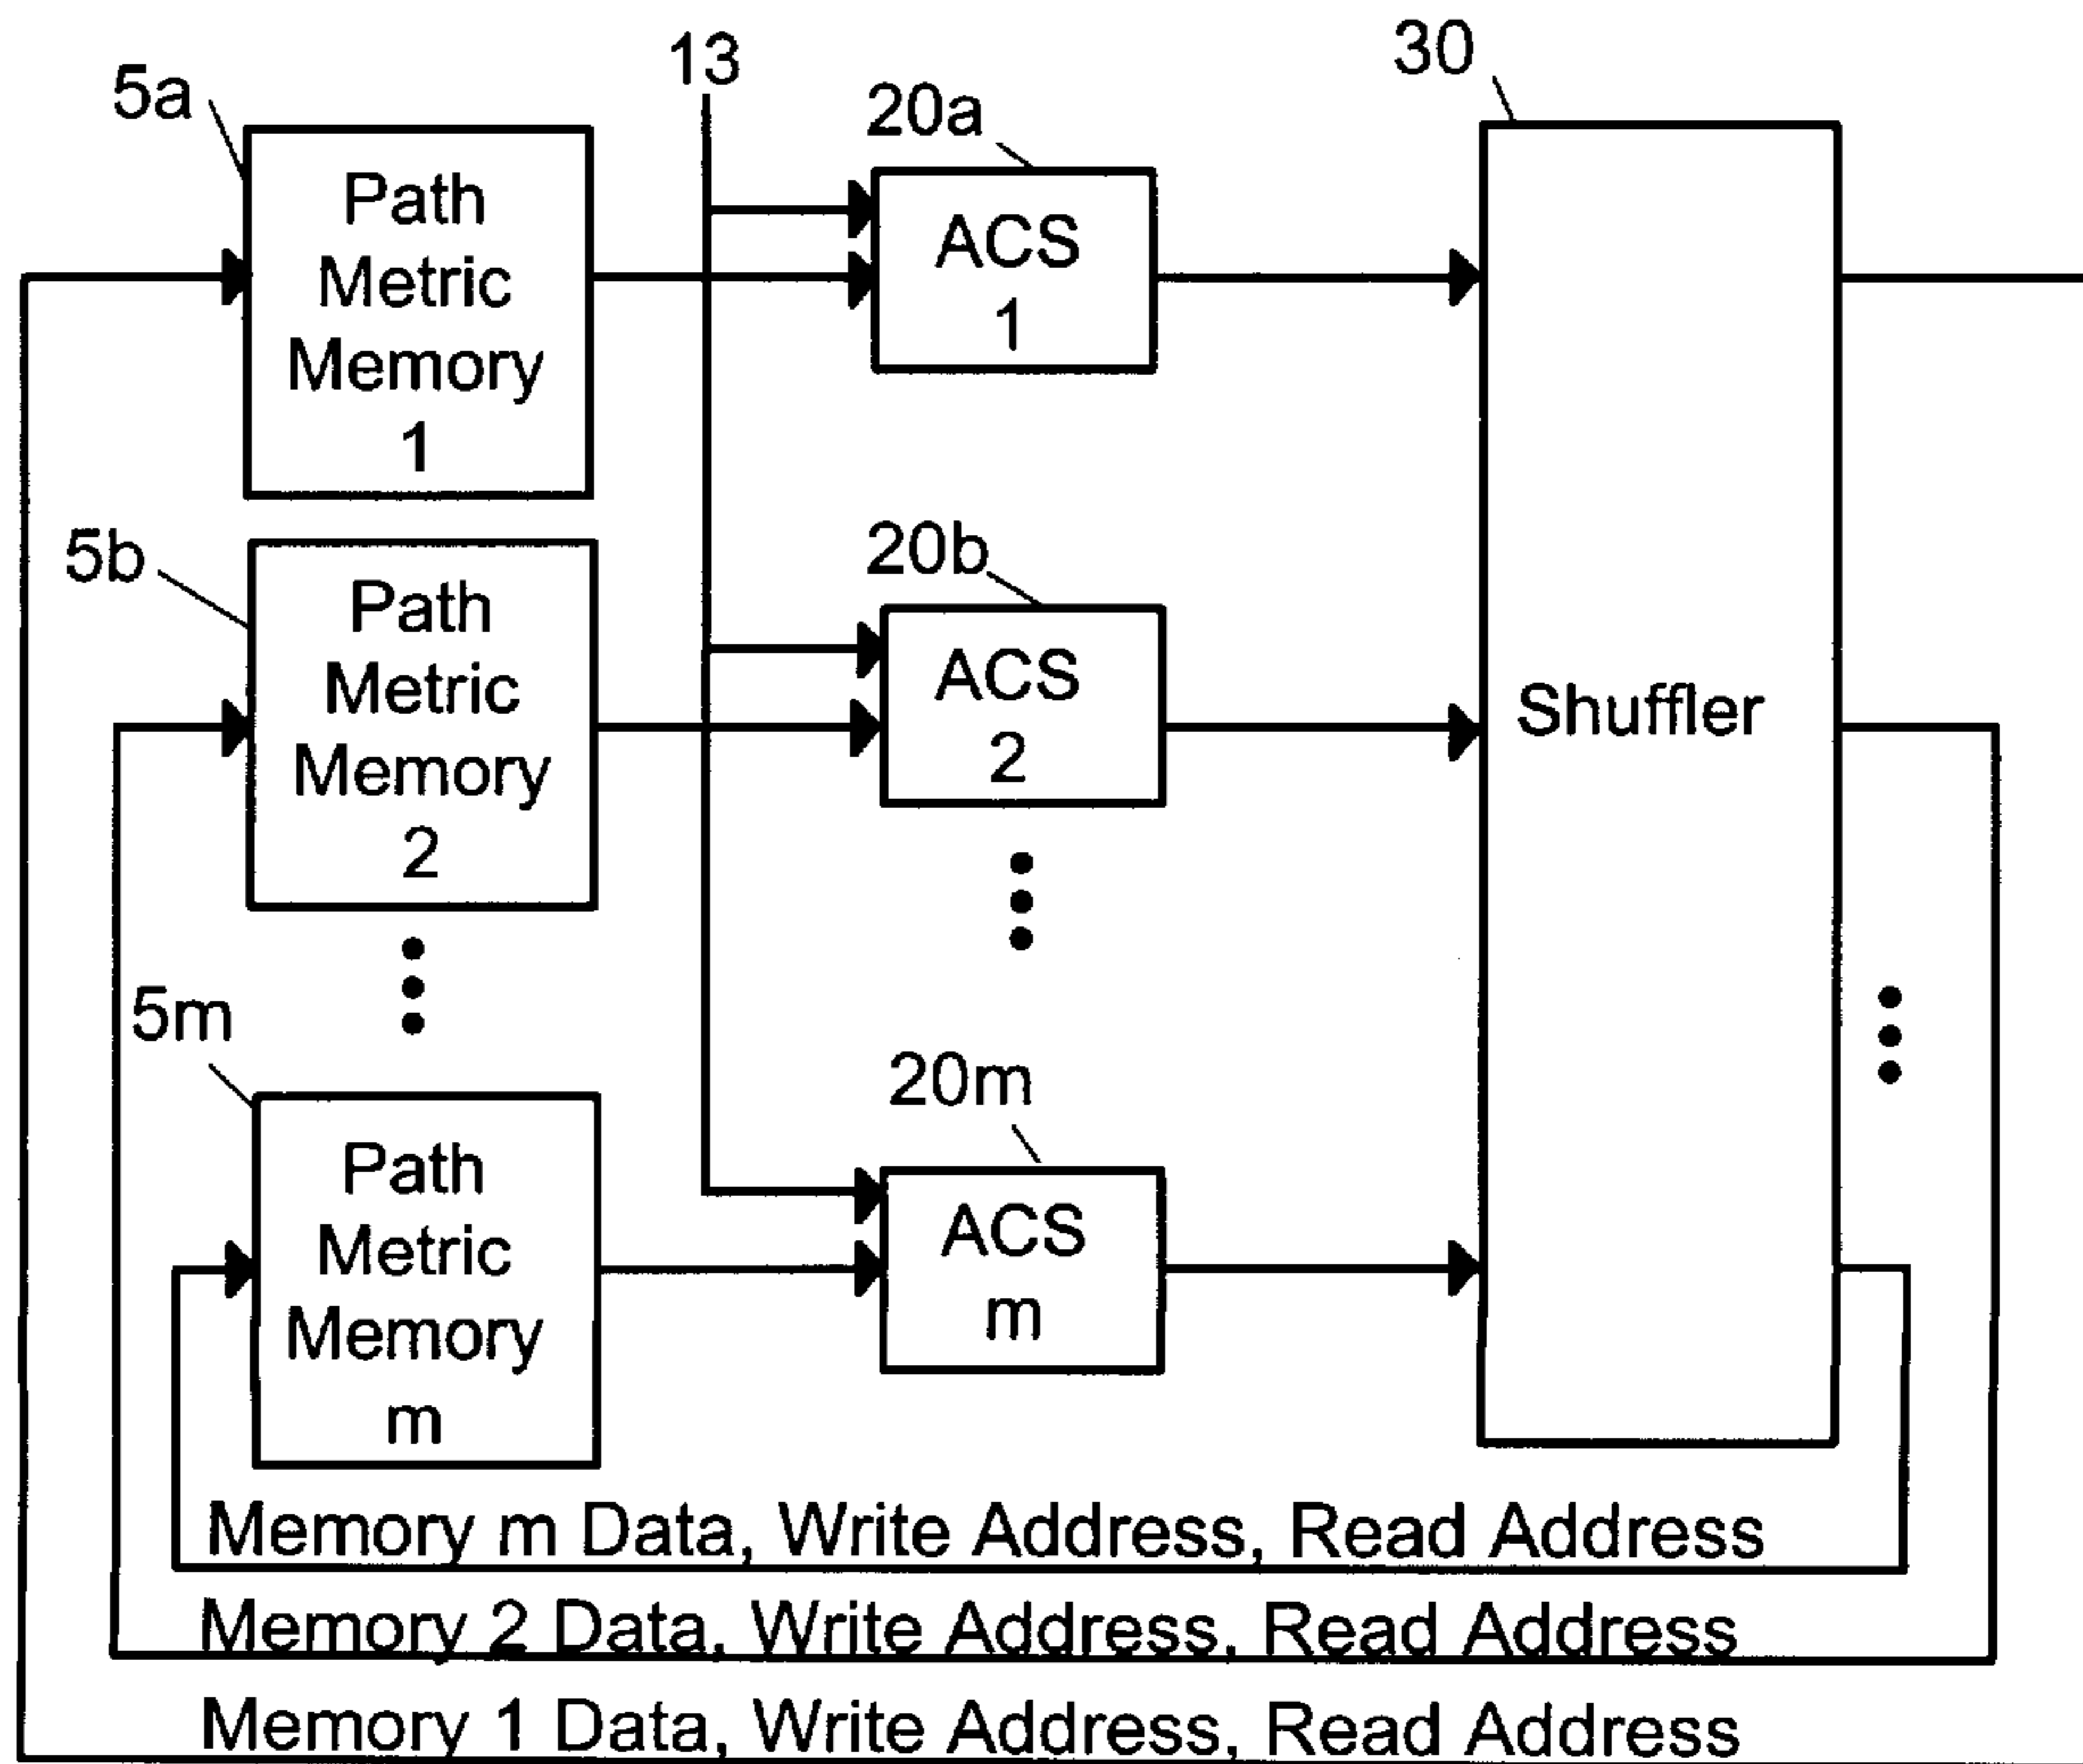 13
30
5a
20a
Path
Metric
Memory
1
ACS
1
5b
20b
Path
Metric
Memory
2
ACS
2
Shuffler
5m
20m
Path
Metric
Memory
m
ACS
m
Memory m Data, Write Address, Read Address
Memory 2 Data, Write Address, Read Address
Memory 1 Data, Write Address, Read Address